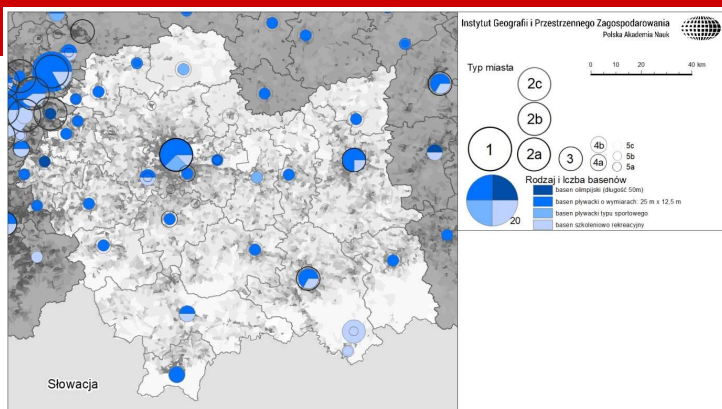 Instytut Geografii i Przestrzennego Zagospodarowania
Polska Akademia Nauk
Typ miasta
0 20 40 km
2c
2b
1 2a 3 4b 4a 5c 5b 5a
Rodzaj i liczba basenów
basen olimpijski (długość 50m)
basen pływacki o wymiarach: 25 m x 12,5 m
basen pływacki typu sportowego
basen szkoleniowo rekreacyjny
20
Słowacja